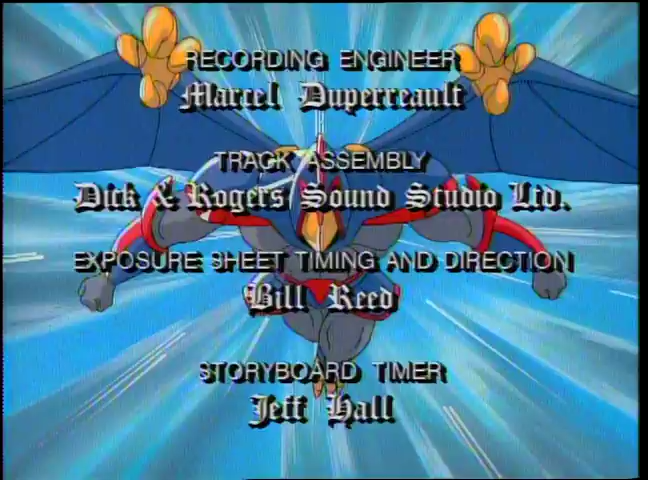 RECORDING ENGINEER
Marcel Duperreault
TRACK ASSEMBLY
Dick & Rogers Sound Studio Ltd.
EXPOSURE SHEET TIMING AND DIRECTION
Bill Reed
STORYBOARD TIMER
Jeff Hall